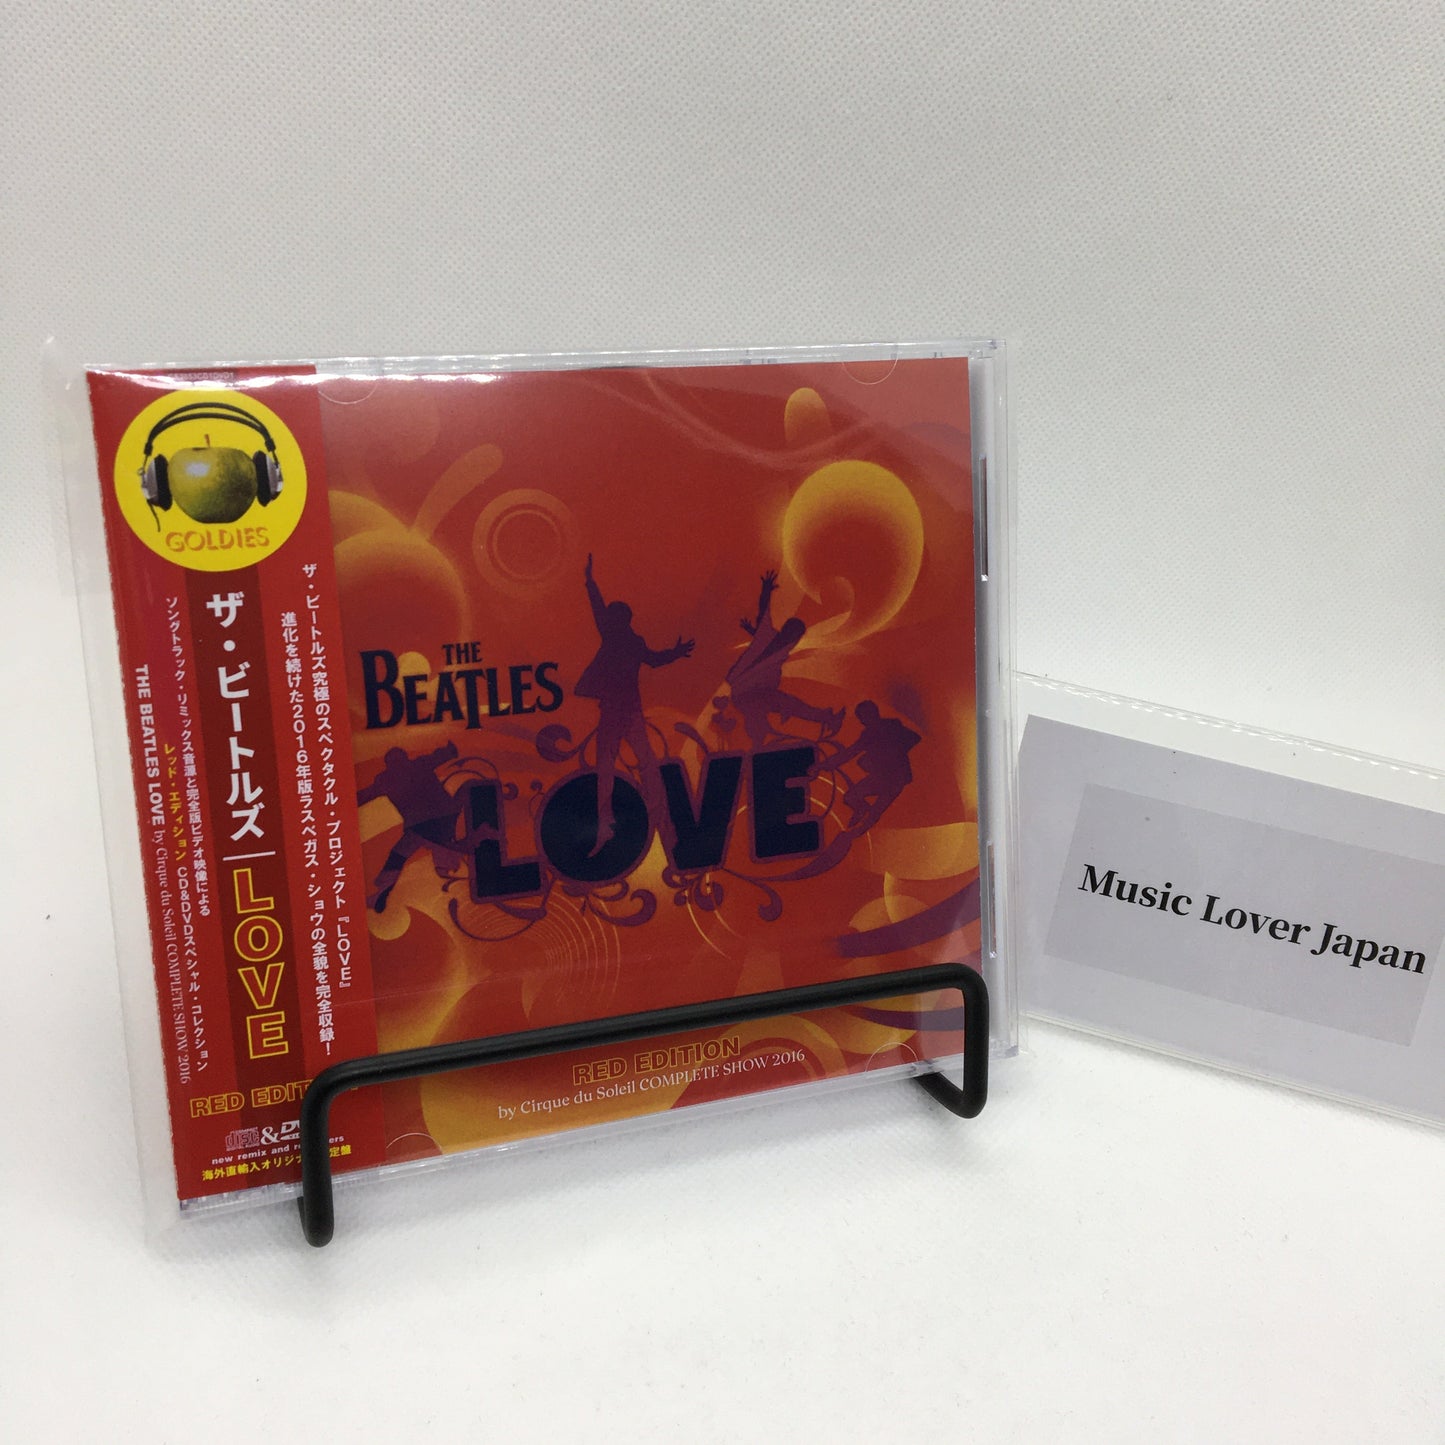 GOLDIES
ザ・ビートルズ究極のスペクタクル・プロジェクト『LOVE』
進化を続けた2016年版ラスベガス・ショウの全貌を完全収録!
ザ・ビートルズ|LOVE
ソングトラック・リミックス音源と完全版ビデオ映像による
レッド・エディション CD&DVDスペシャル・コレクション
THE BEATLES LOVE by Cirque du Soleil COMPLETE SHOW 2016
RED EDIT
&DV
new remix and re ers
海外直輸入オリジナ 定盤
THE
BEATLES
LOVE
RED EDITION
by Cirque du Soleil COMPLETE SHOW 2016
Music Lover Japan